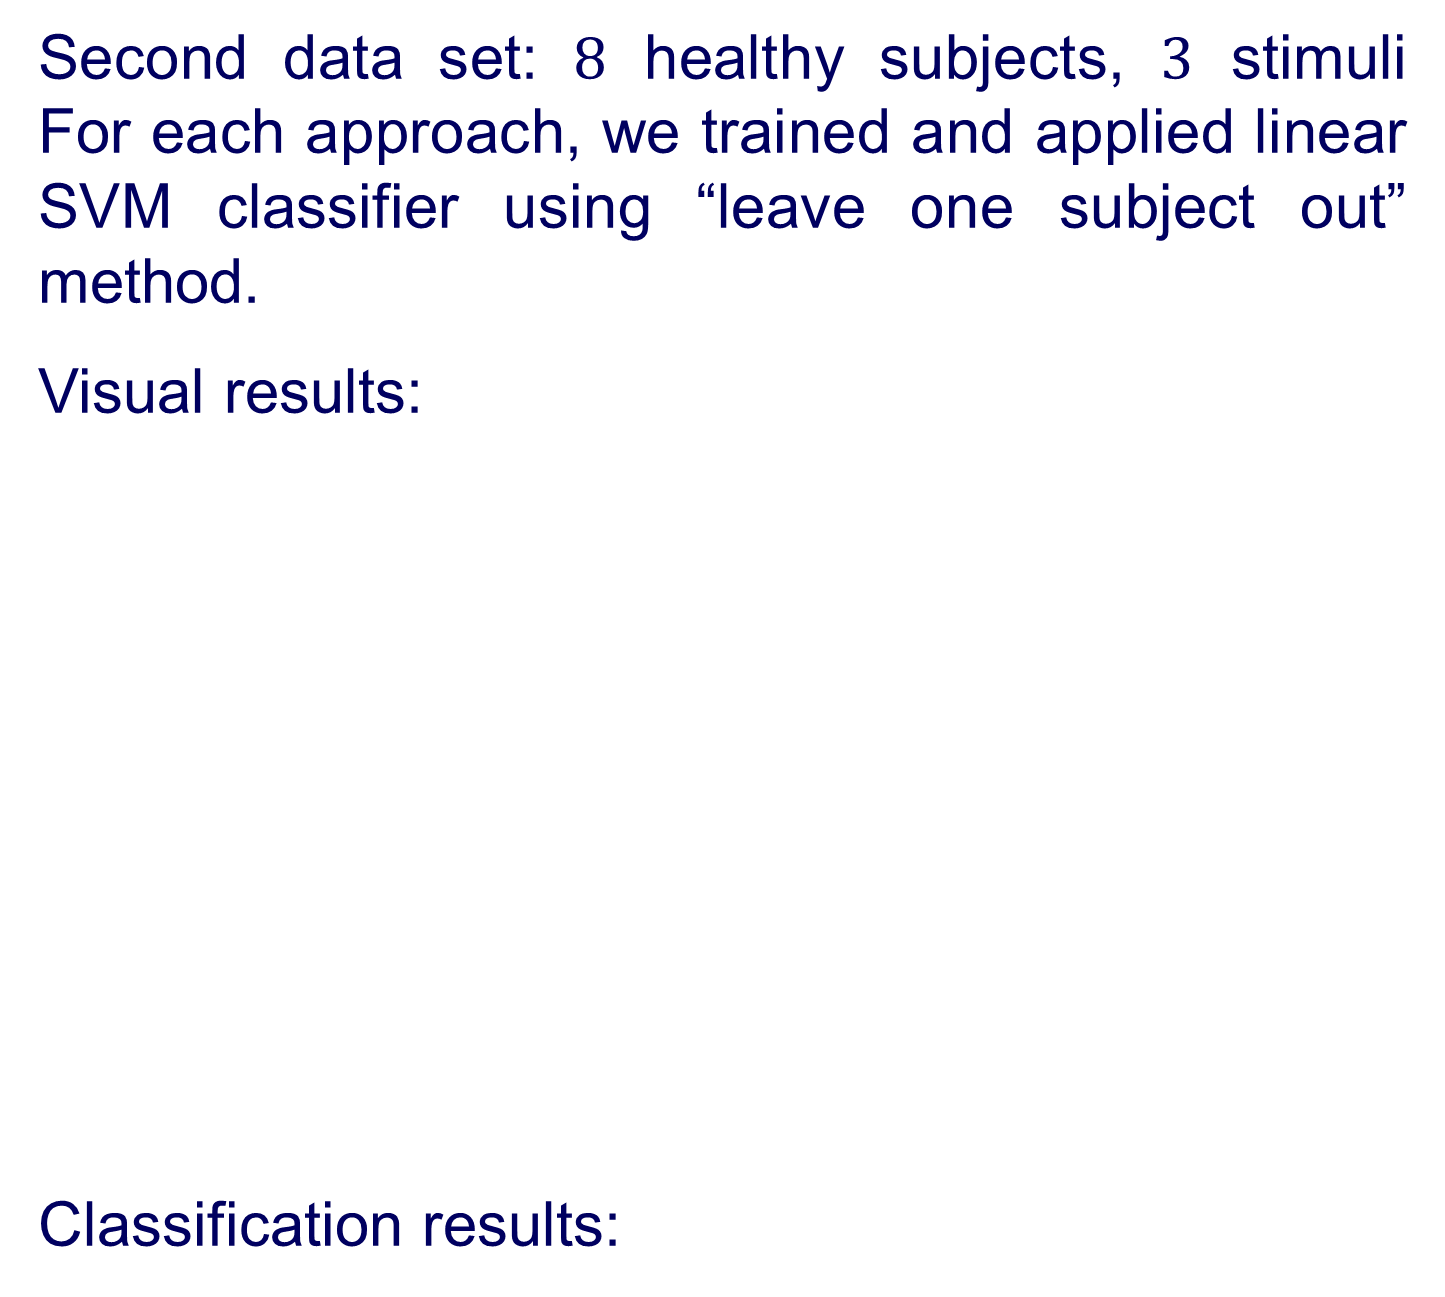 Second data set: 8 healthy subjects, 3 stimuli
For each approach, we trained and applied linear
SVM classifier using “leave one subject out”
method.
Visual results:
Classification results: